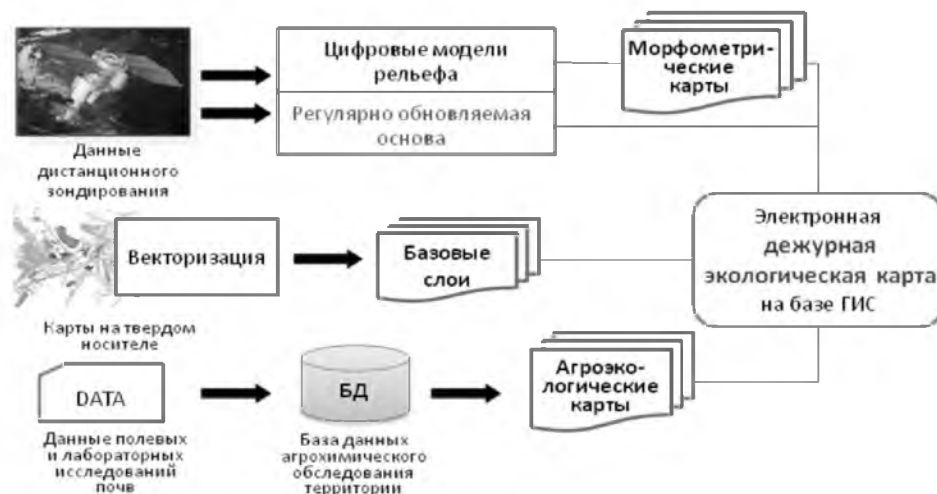 Цифровые модели
рельефа
Морфометри-
ческие
карты
Регулярно обновляемая
основа
Данные
дистанционного
зондирования
Электронная
дежурная
экологическая карта
на базе ГИС
Векторизация
Базовые
слои
Карты на твердом
носителе
DATA
БД
Агроэко-
логические
карты
Данные полевых
и лабораторных
исследований
почв
База данных
агрохимического
обследования
территории